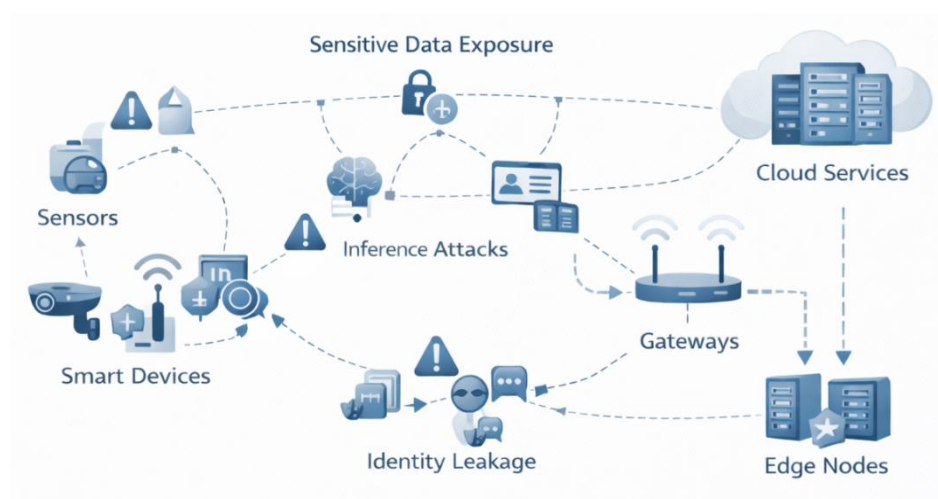 Sensitive Data Exposure
Cloud Services
Sensors
Inference Attacks
Gateways
Smart Devices
Identity Leakage
Edge Nodes